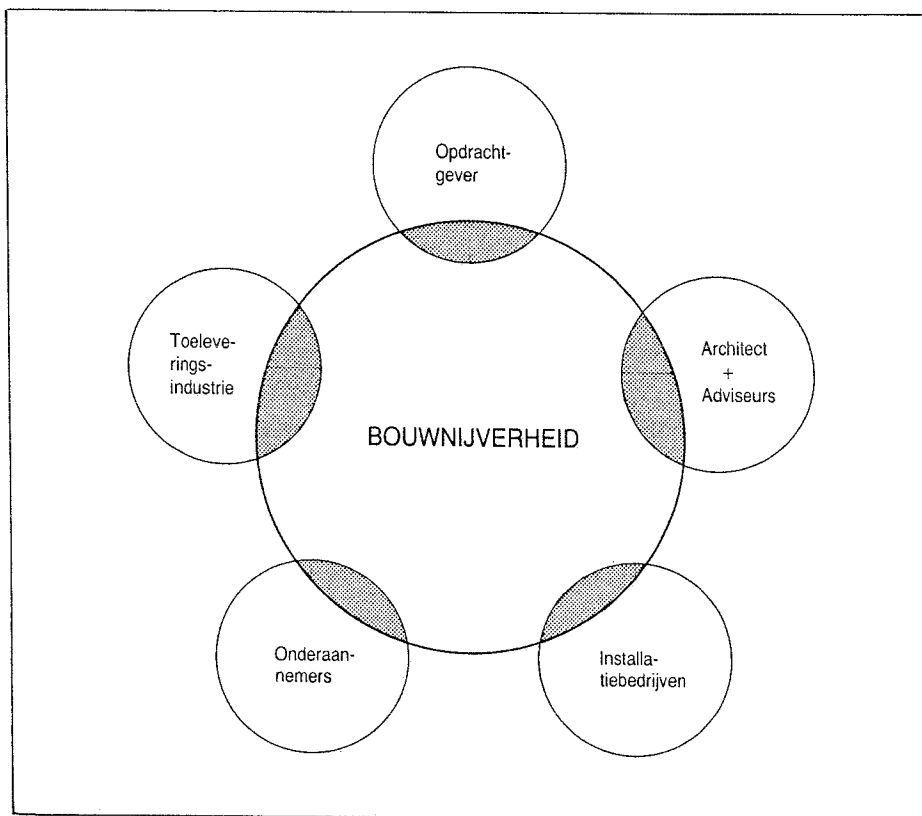 Opdracht-
gever
Toeleve-
rings-
industrie
Architect
+
Adviseurs
BOUWNIJVERHEID
Onderaan-
nemers
Installa-
tiebedrijven